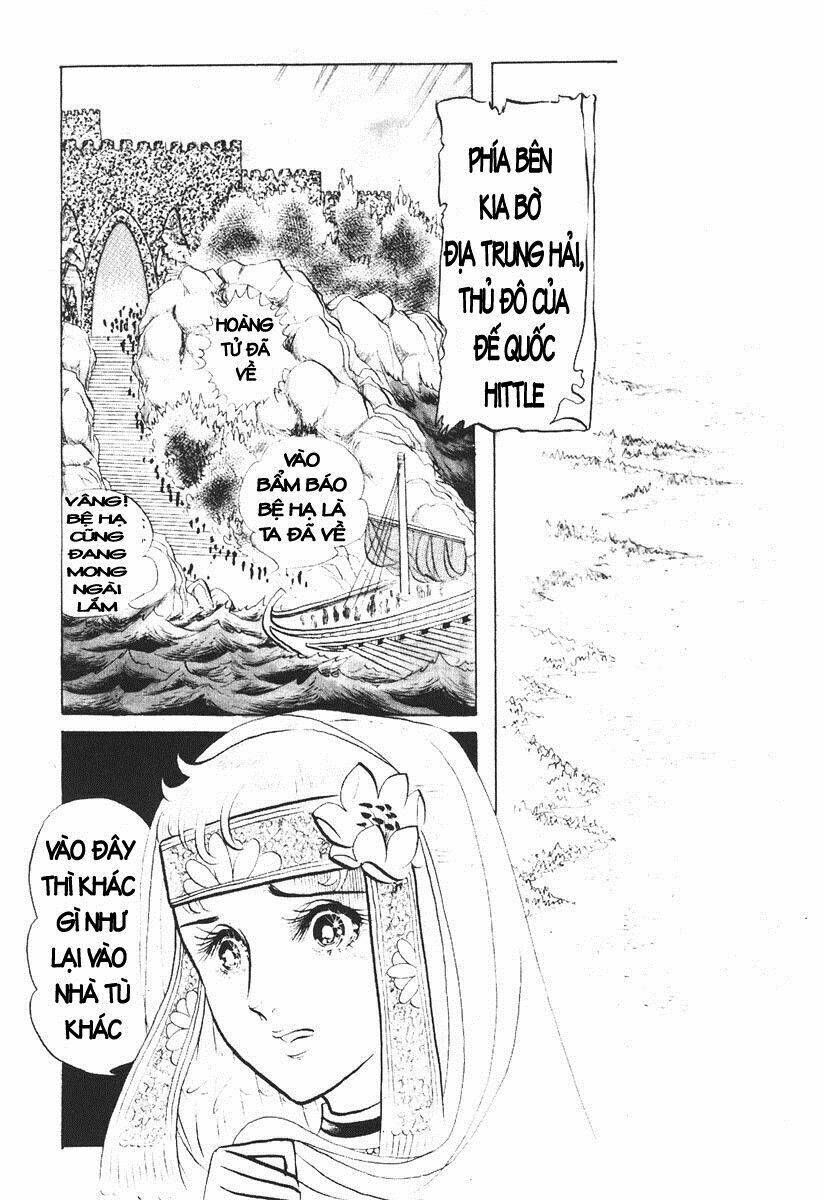 PHÍA BÊN
KIA BỜ
ĐỊA TRUNG HẢI,
THỦ ĐÔ CỦA
ĐẾ QUỐC
HITTLE
HOÀNG
TỬ ĐÃ
VỀ
VÀO
BẨM BÁO
BỆ HẠ LÀ
TA ĐÃ VỀ
VÂNG!
BỆ HẠ
CŨNG
ĐANG
MONG
NGÀI
LẮM
VÀO ĐÂY
THÌ KHÁC
GÌ NHƯ
LẠI VÀO
NHÀ TÙ
KHÁC